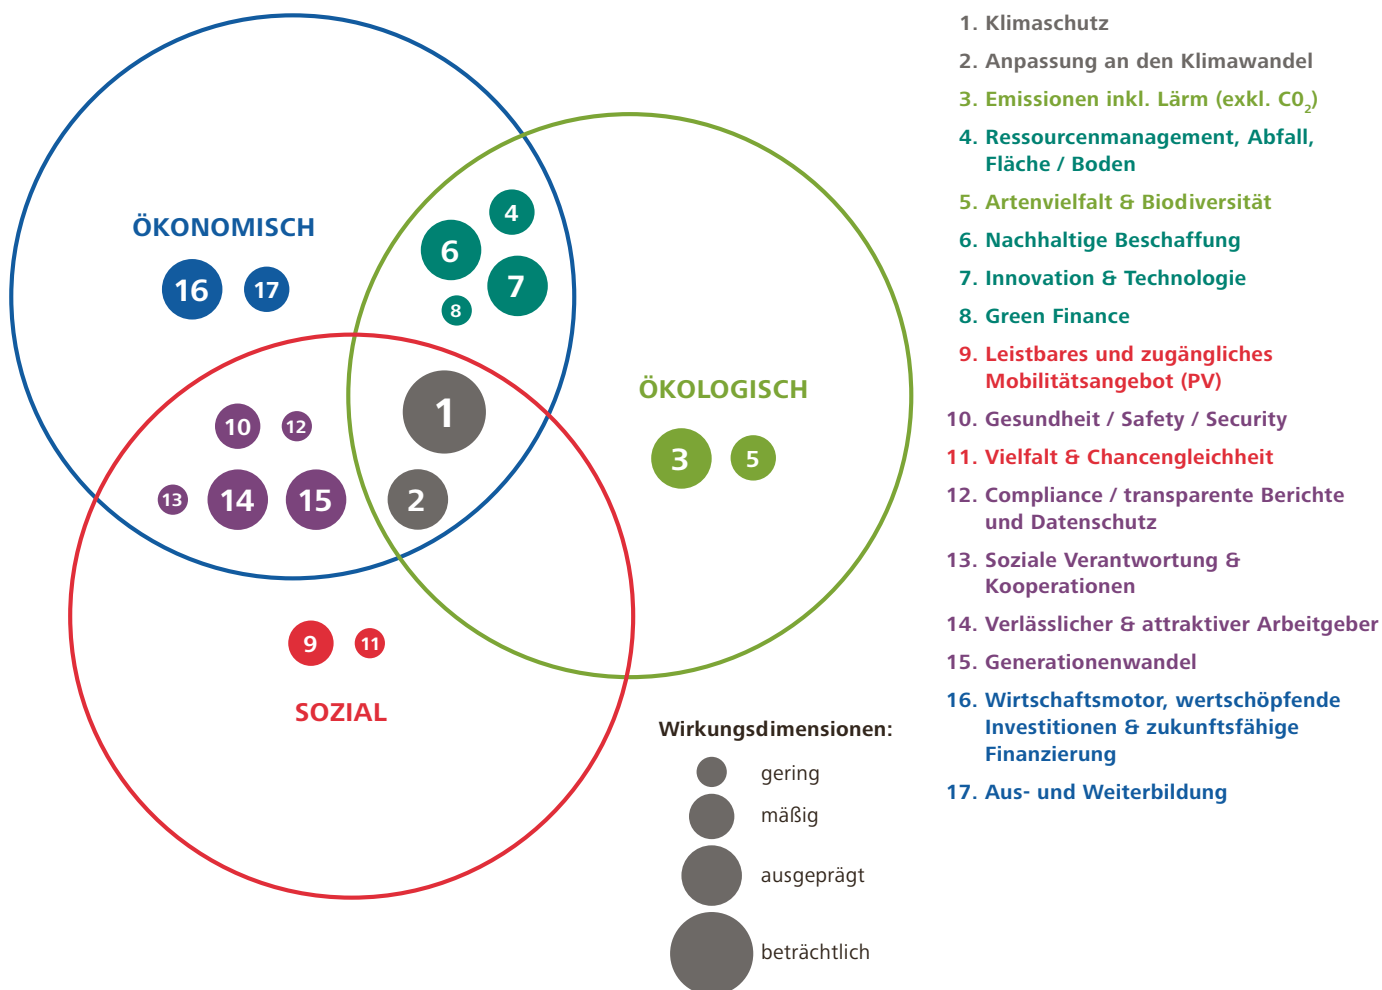 ÖKONOMISCH
16
17
4
6
7
8
ÖKOLOGISCH
3
5
1
2
10
12
13
14
15
9
11
SOZIAL
Wirkungsdimensionen:
gering
mäßig
ausgeprägt
beträchtlich
1. Klimaschutz
2. Anpassung an den Klimawandel
3. Emissionen inkl. Lärm (exkl. C0₂)
4. Ressourcenmanagement, Abfall,
Fläche / Boden
5. Artenvielfalt & Biodiversität
6. Nachhaltige Beschaffung
7. Innovation & Technologie
8. Green Finance
9. Leistbares und zugängliches
Mobilitätsangebot (PV)
10. Gesundheit / Safety / Security
11. Vielfalt & Chancengleichheit
12. Compliance / transparente Berichte
und Datenschutz
13. Soziale Verantwortung &
Kooperationen
14. Verlässlicher & attraktiver Arbeitgeber
15. Generationenwandel
16. Wirtschaftsmotor, wertschöpfende
Investitionen & zukunftsfähige
Finanzierung
17. Aus- und Weiterbildung